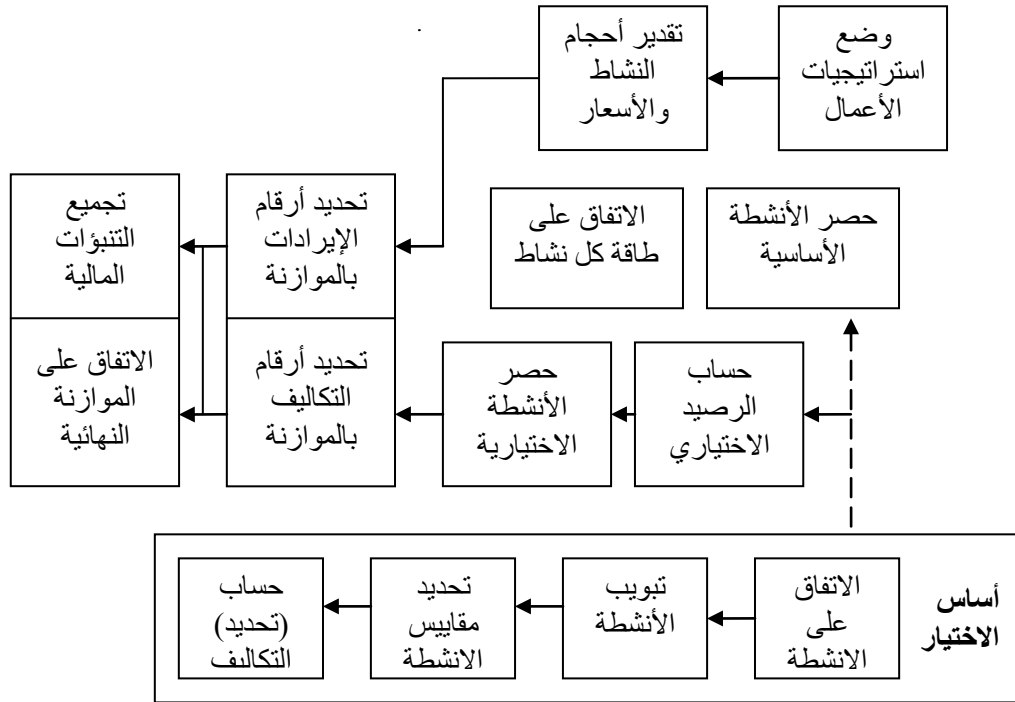 وضع
استراتيجيات
الأعمال
تقدير أحجام
النشاط
والأسعار
حصر الأنشطة
الأساسية
الاتفاق على
طاقة كل نشاط
تحديد أرقام
الإيرادات
بالموازنة
تجميع
التنبؤات
المالية
حساب
الرصيد
الاختياري
حصر
الأنشطة
الاختيارية
تحديد أرقام
التكاليف
بالموازنة
الاتفاق على
الموازنة
النهائية
أساس
الاختيار
الاتفاق
على
الانشطة
تبويب
الأنشطة
تحديد
مقاييس
الانشطة
حساب
(تحديد)
التكاليف